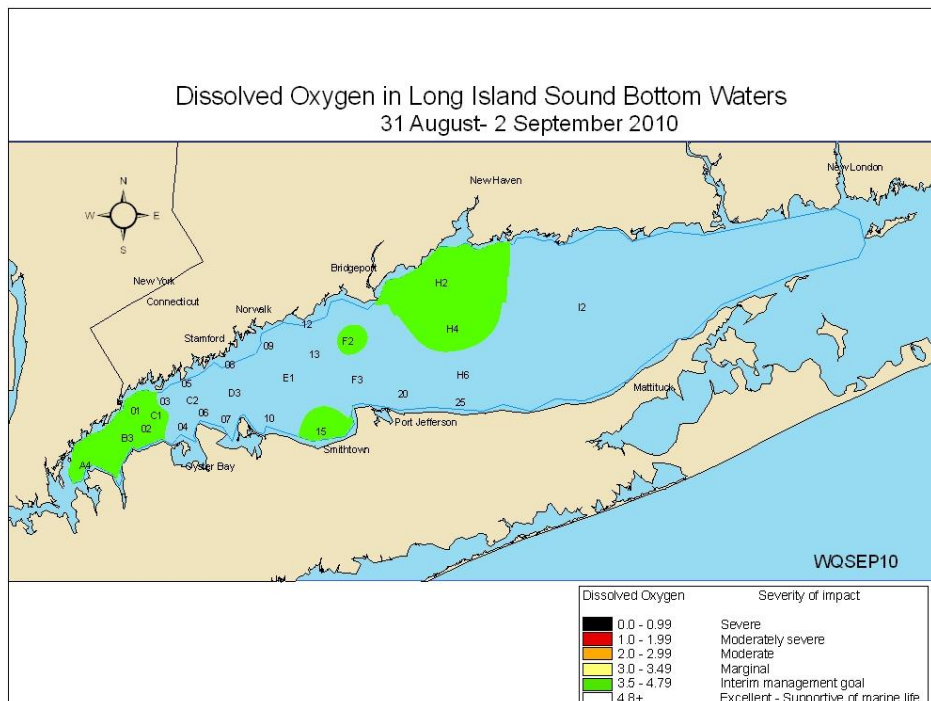 Dissolved Oxygen in Long Island Sound Bottom Waters
31 August- 2 September 2010
New London
New Haven
N
W E
S
Bridgeport
New York
Connecticut
H2
Norwalk
12
I2
H4
Stamford
F2
09
13
08
05
E1
F3
H6
Mattituck
D3
03
C2
20
25
01
C1
06
07
10
Port Jefferson
02
04
15
B3
Smithtown
A4
Oyster Bay
WQSEP10
Dissolved Oxygen Severity of impact
0.0 - 0.99 Severe
1.0 - 1.99 Moderately severe
2.0 - 2.99 Moderate
3.0 - 3.49 Marginal
3.5 - 4.79 Interim management goal
4.8+ Excellent - Supportive of marine life